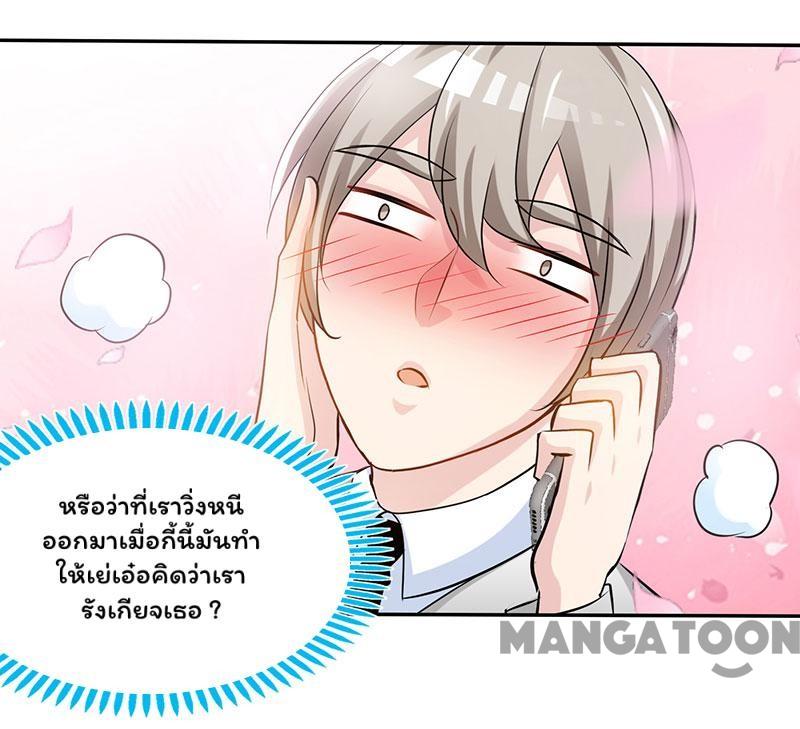 หรือว่าที่เราวิ่งหนี
ออกมาเมื่อกี้นี้มันทำ
ให้เย่เอ๋อคิดว่าเรา
รังเกียจเธอ ?
MANGATOON